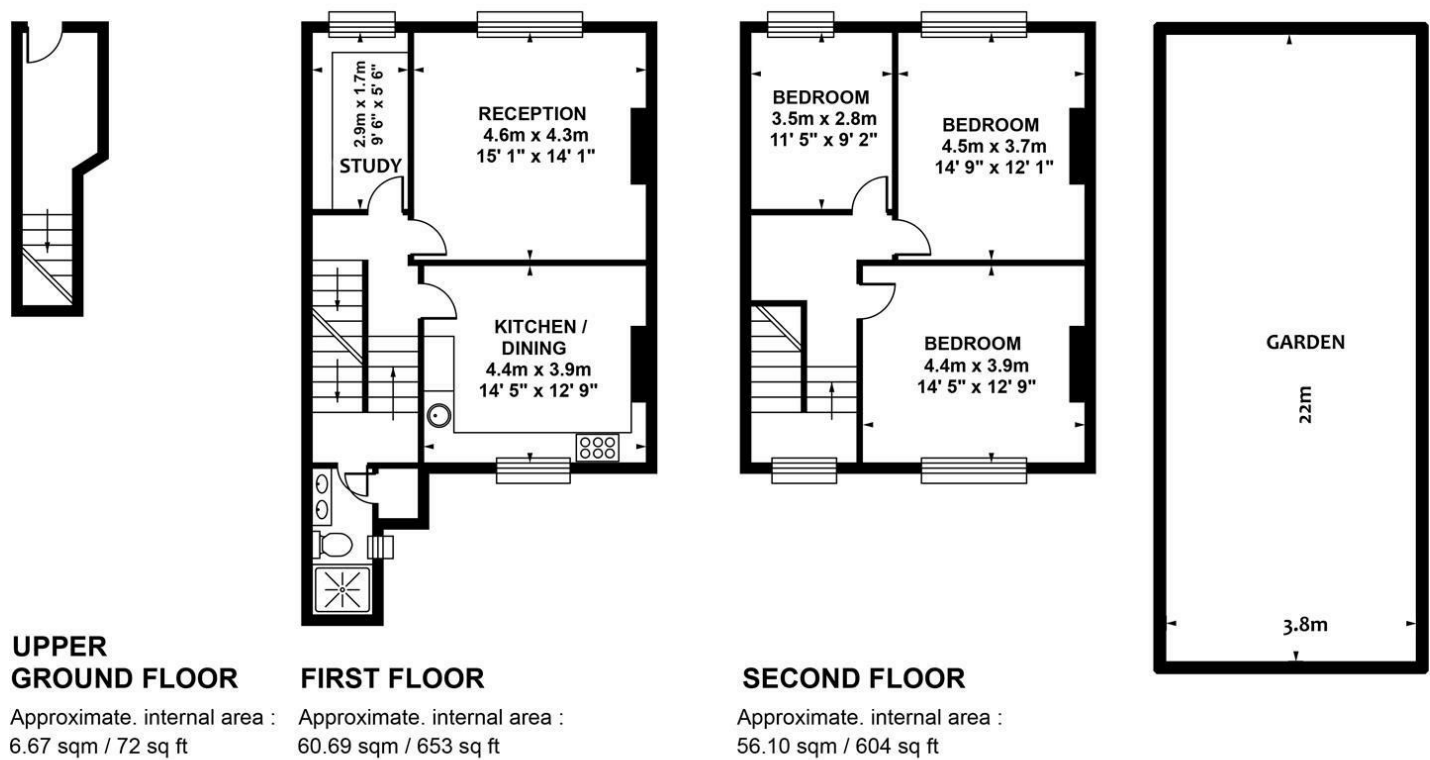 2.9m x 1.7m
9' 6" x 5' 6"
STUDY
RECEPTION
4.6m x 4.3m
15' 1" x 14' 1"
KITCHEN /
DINING
4.4m x 3.9m
14' 5" x 12' 9"
BEDROOM
3.5m x 2.8m
11' 5" x 9' 2"
BEDROOM
4.5m x 3.7m
14' 9" x 12' 1"
BEDROOM
4.4m x 3.9m
14' 5" x 12' 9"
GARDEN
22m
3.8m
UPPER
GROUND FLOOR
Approximate. internal area :
6.67 sqm / 72 sq ft
FIRST FLOOR
Approximate. internal area :
60.69 sqm / 653 sq ft
SECOND FLOOR
Approximate. internal area :
56.10 sqm / 604 sq ft